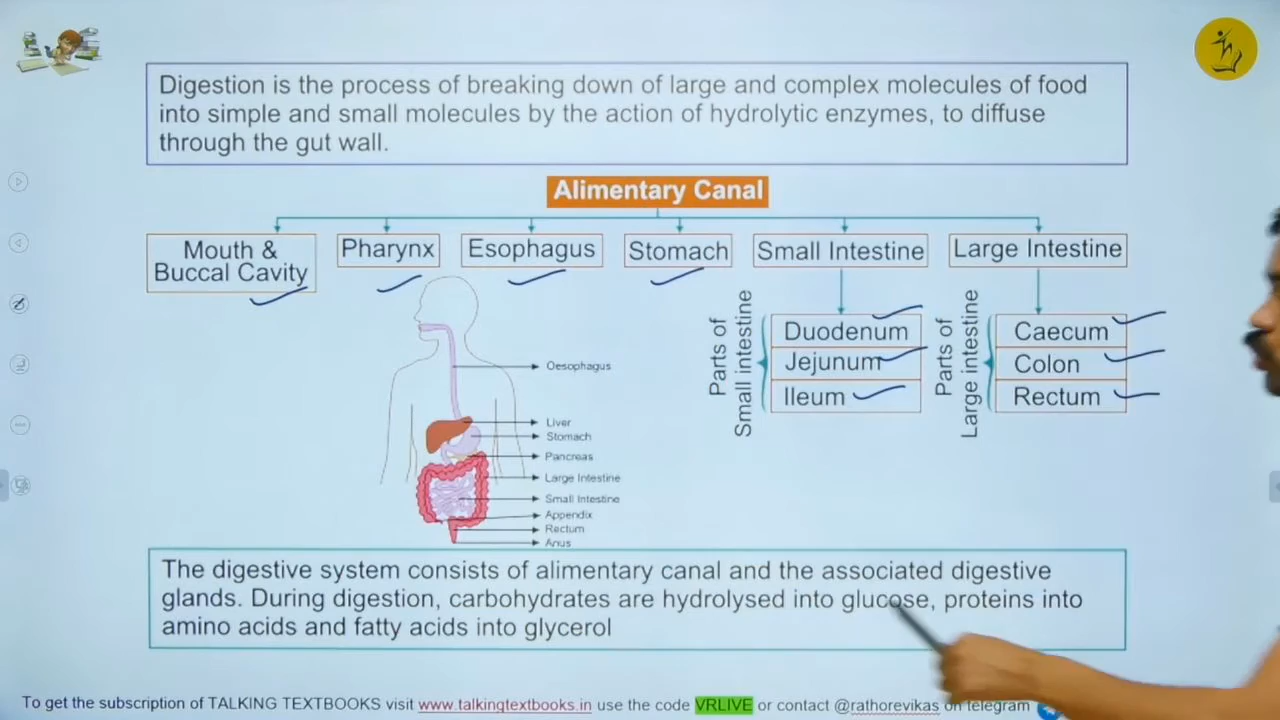 Digestion is the process of breaking down of large and complex molecules of food
into simple and small molecules by the action of hydrolytic enzymes, to diffuse
through the gut wall.
Alimentary Canal
Mouth &
Buccal Cavity
Pharynx
Esophagus
Stomach
Small Intestine
Large Intestine
Parts of
Small intestine
Duodenum
Jejunum
Ileum
Parts of
Large intestine
Caecum
Colon
Rectum
Oesophagus
Liver
Stomach
Pancreas
Large Intestine
Small Intestine
Appendix
Rectum
Anus
The digestive system consists of alimentary canal and the associated digestive
glands. During digestion, carbohydrates are hydrolysed into glucose, proteins into
amino acids and fatty acids into glycerol
To get the subscription of TALKING TEXTBOOKS visit www.talkingtextbooks.in use the code VRLIVE or contact @rathorevikas on telegram